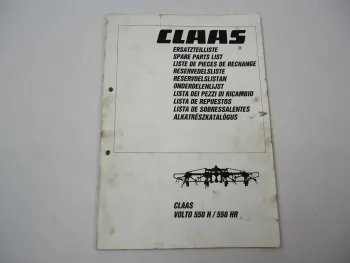 CLAAS
ERSATZTEILLISTE
SPARE PARTS LIST
LISTE DE PIECES DE RECHANGE
RESERVEDELSLISTE
RESERVDELSLISTAN
ONDERDELENLIJST
LISTA DEI PEZZI DI RICAMBIO
LISTA DE REPUESTOS
LISTA DE SOBRESSALENTES
ALKATRÉSZKATALÓGUS
CLAAS
VOLTO 550 H / 550 HR